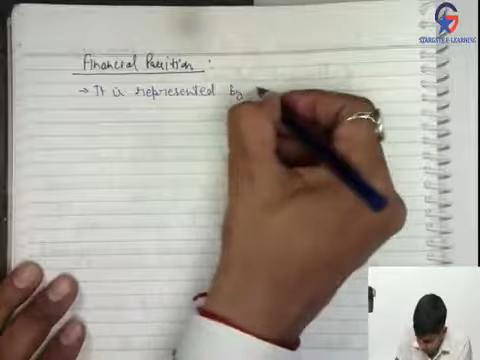 STARGATE E-LEARNING
Financial Position :
→ It is represented by